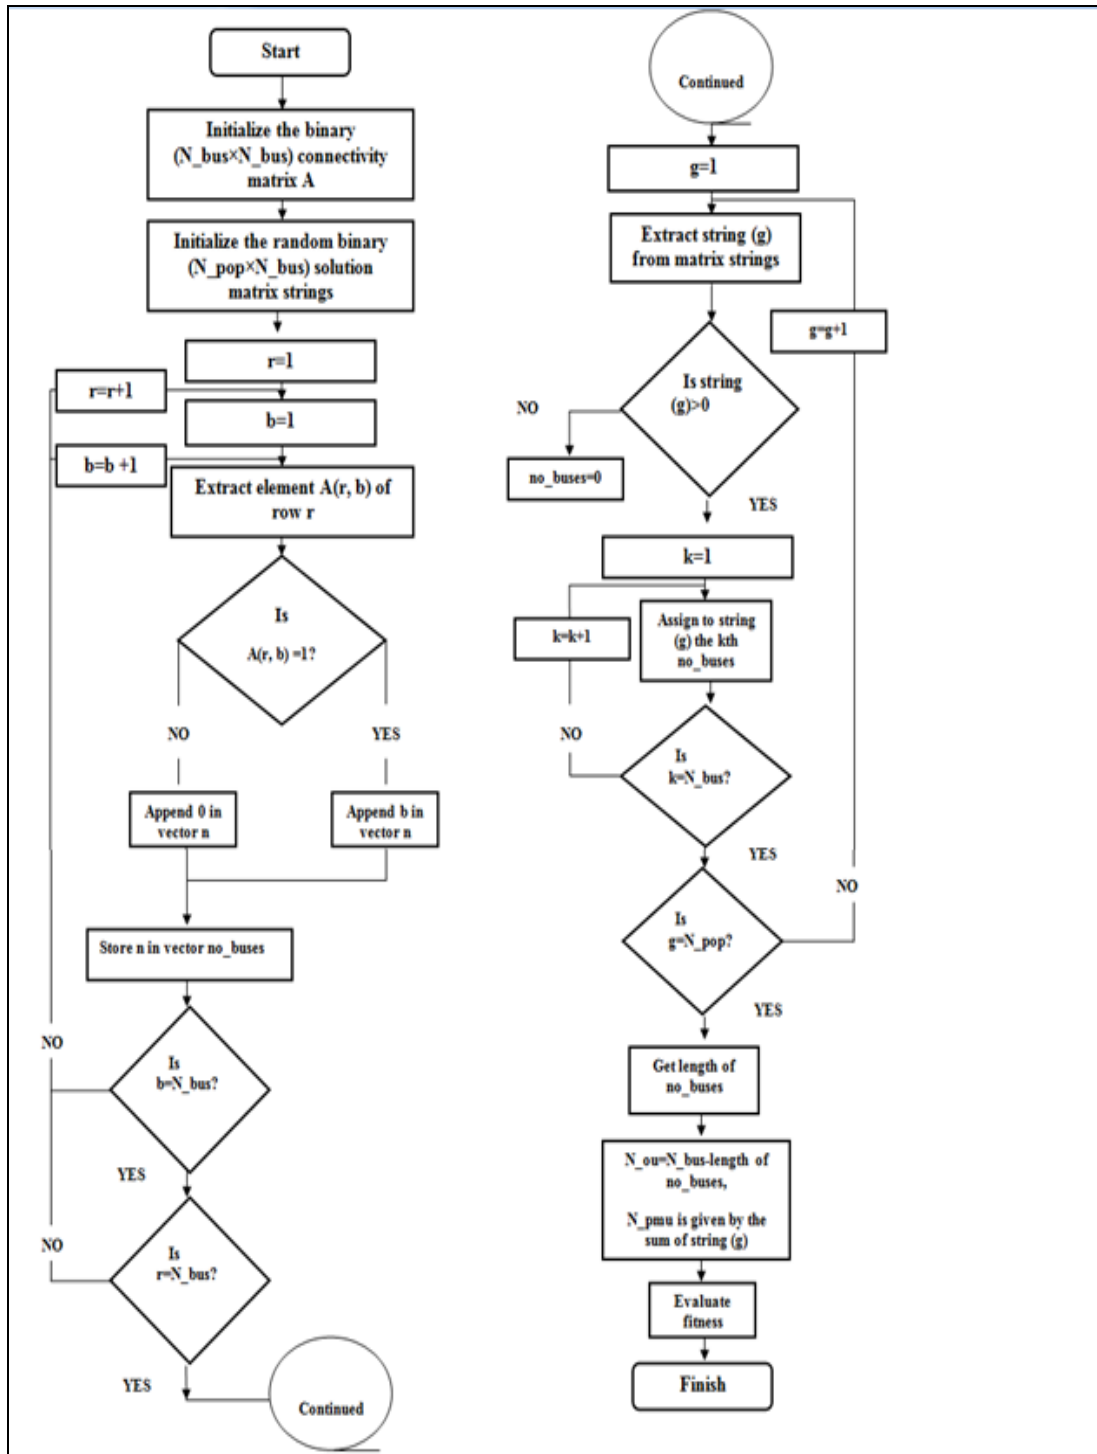 Start
Initialize the binary
(N_bus×N_bus) connectivity
matrix A
Initialize the random binary
(N_pop×N_bus) solution
matrix strings
r=1
r=r+1
b=1
b=b +1
Extract element A(r, b) of
row r
Is
A(r, b) =1?
NO
YES
Append 0 in
vector n
Append b in
vector n
Store n in vector no_buses
NO
Is
b=N_bus?
YES
NO
Is
r=N_bus?
YES
Continued
Continued
g=1
Extract string (g)
from matrix strings
g=g+1
Is string
(g)>0
NO
no_buses=0
YES
k=1
k=k+1
Assign to string
(g) the kth
no_buses
NO
Is
k=N_bus?
YES
NO
Is
g=N_pop?
YES
Get length of
no_buses
N_ou=N_bus-length of
no_buses,
N_pmu is given by the
sum of string (g)
Evaluate
fitness
Finish